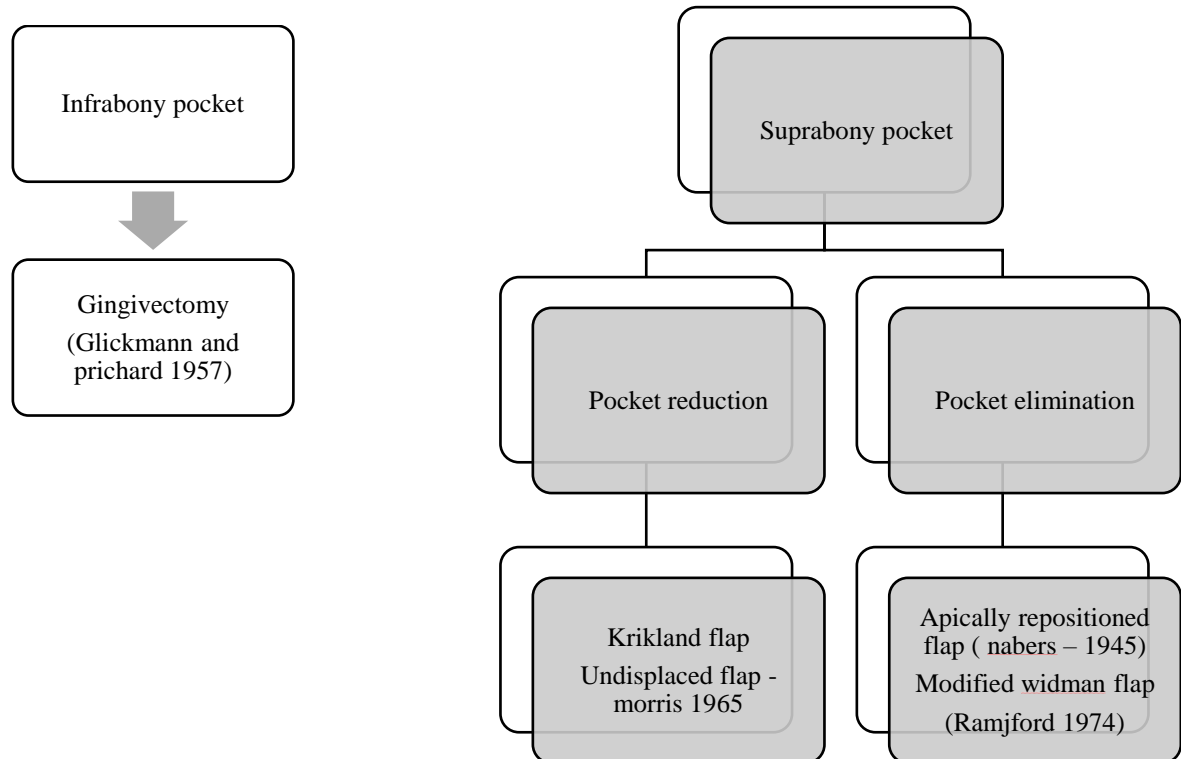 Infrabony pocket
Gingivectomy
(Glickmann and
prichard 1957)
Suprabony pocket
Pocket reduction
Pocket elimination
Krikland flap
Undisplaced flap -
morris 1965
Apically repositioned
flap ( nabers – 1945)
Modified widman flap
(Ramjford 1974)